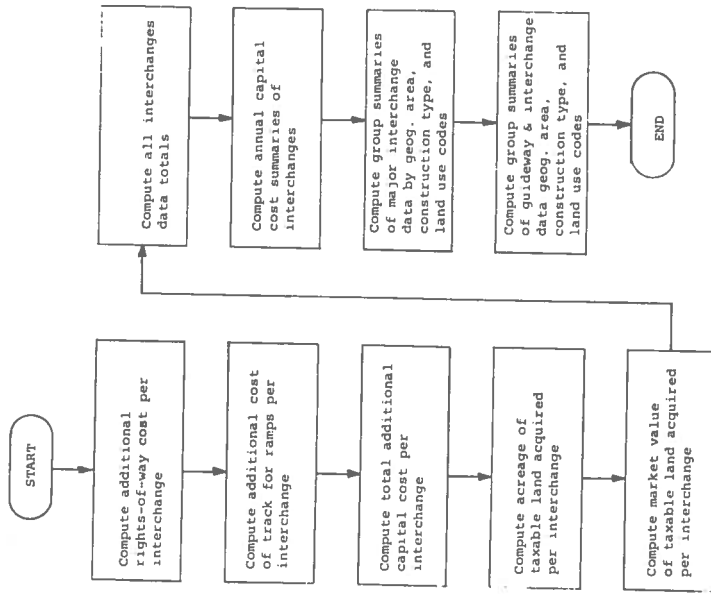 START
Compute additional
rights-of-way cost per
interchange
Compute additional cost
of track for ramps per
interchange
Compute total additional
capital cost per
interchange
Compute acreage of
taxable land acquired
per interchange
Compute market value
of taxable land acquired
per interchange
Compute all interchanges
data totals
Compute annual capital
cost summaries of
interchanges
Compute group summaries
of major interchange
data by geog. area,
construction type, and
land use codes
Compute group summaries
of guideway & interchange
data geog. area,
construction type, and
land use codes
END